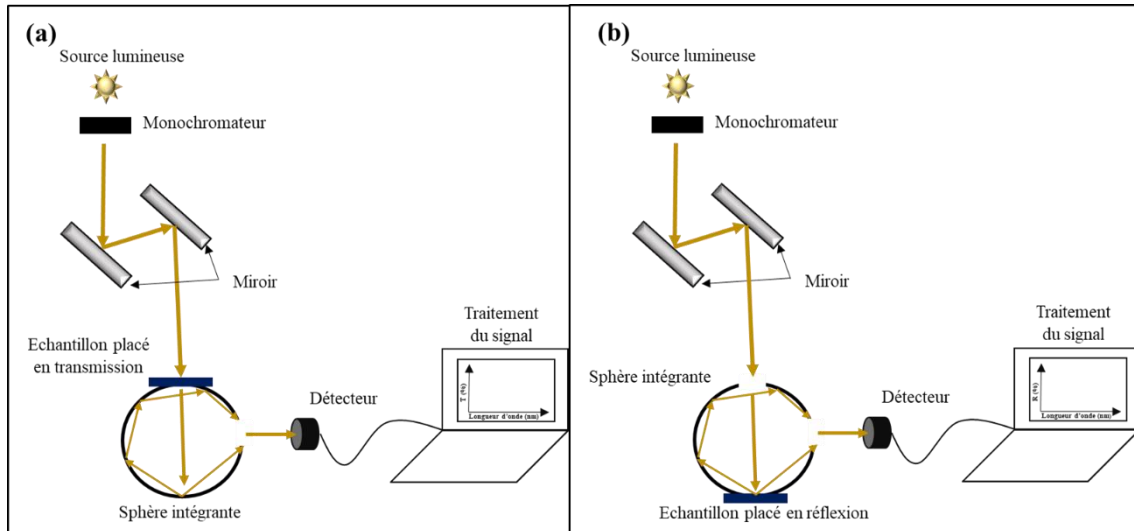 (a)
Source lumineuse
Monochromateur
Miroir
Echantillon placé
en transmission
Traitement
du signal
T (%)
Longueur d'onde (nm)
Détecteur
Sphère intégrante
(b)
Source lumineuse
Monochromateur
Miroir
Traitement
du signal
Sphère intégrante
R (%)
Longueur d'onde (nm)
Détecteur
Echantillon placé en réflexion